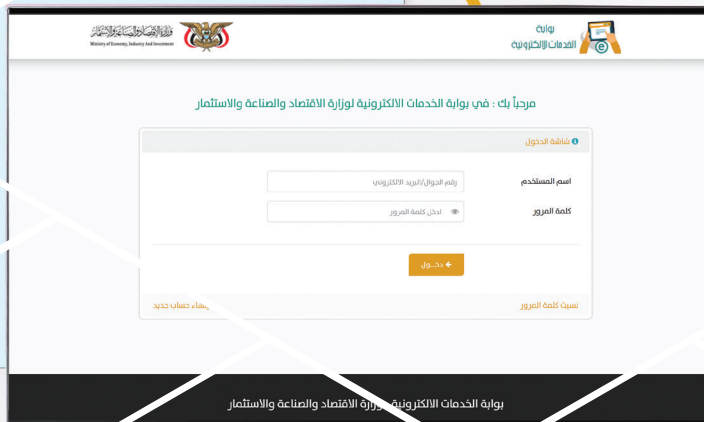 بوابة
الخدمات الالكترونية
وزارة الاقتصاد والصناعة والاستثمار
Ministry of Economy, Industry And Investment
مرحباً بك : في بوابة الخدمات الالكترونية لوزارة الاقتصاد والصناعة والاستثمار
شاشة الدخول
اسم المستخدم
رقم الجوال/البريد الالكتروني
كلمة المرور
ادخل كلمة المرور
دخـول
نسيت كلمة المرور
حساب جديد
بوابة الخدمات الالكترونية لوزارة الاقتصاد والصناعة والاستثمار